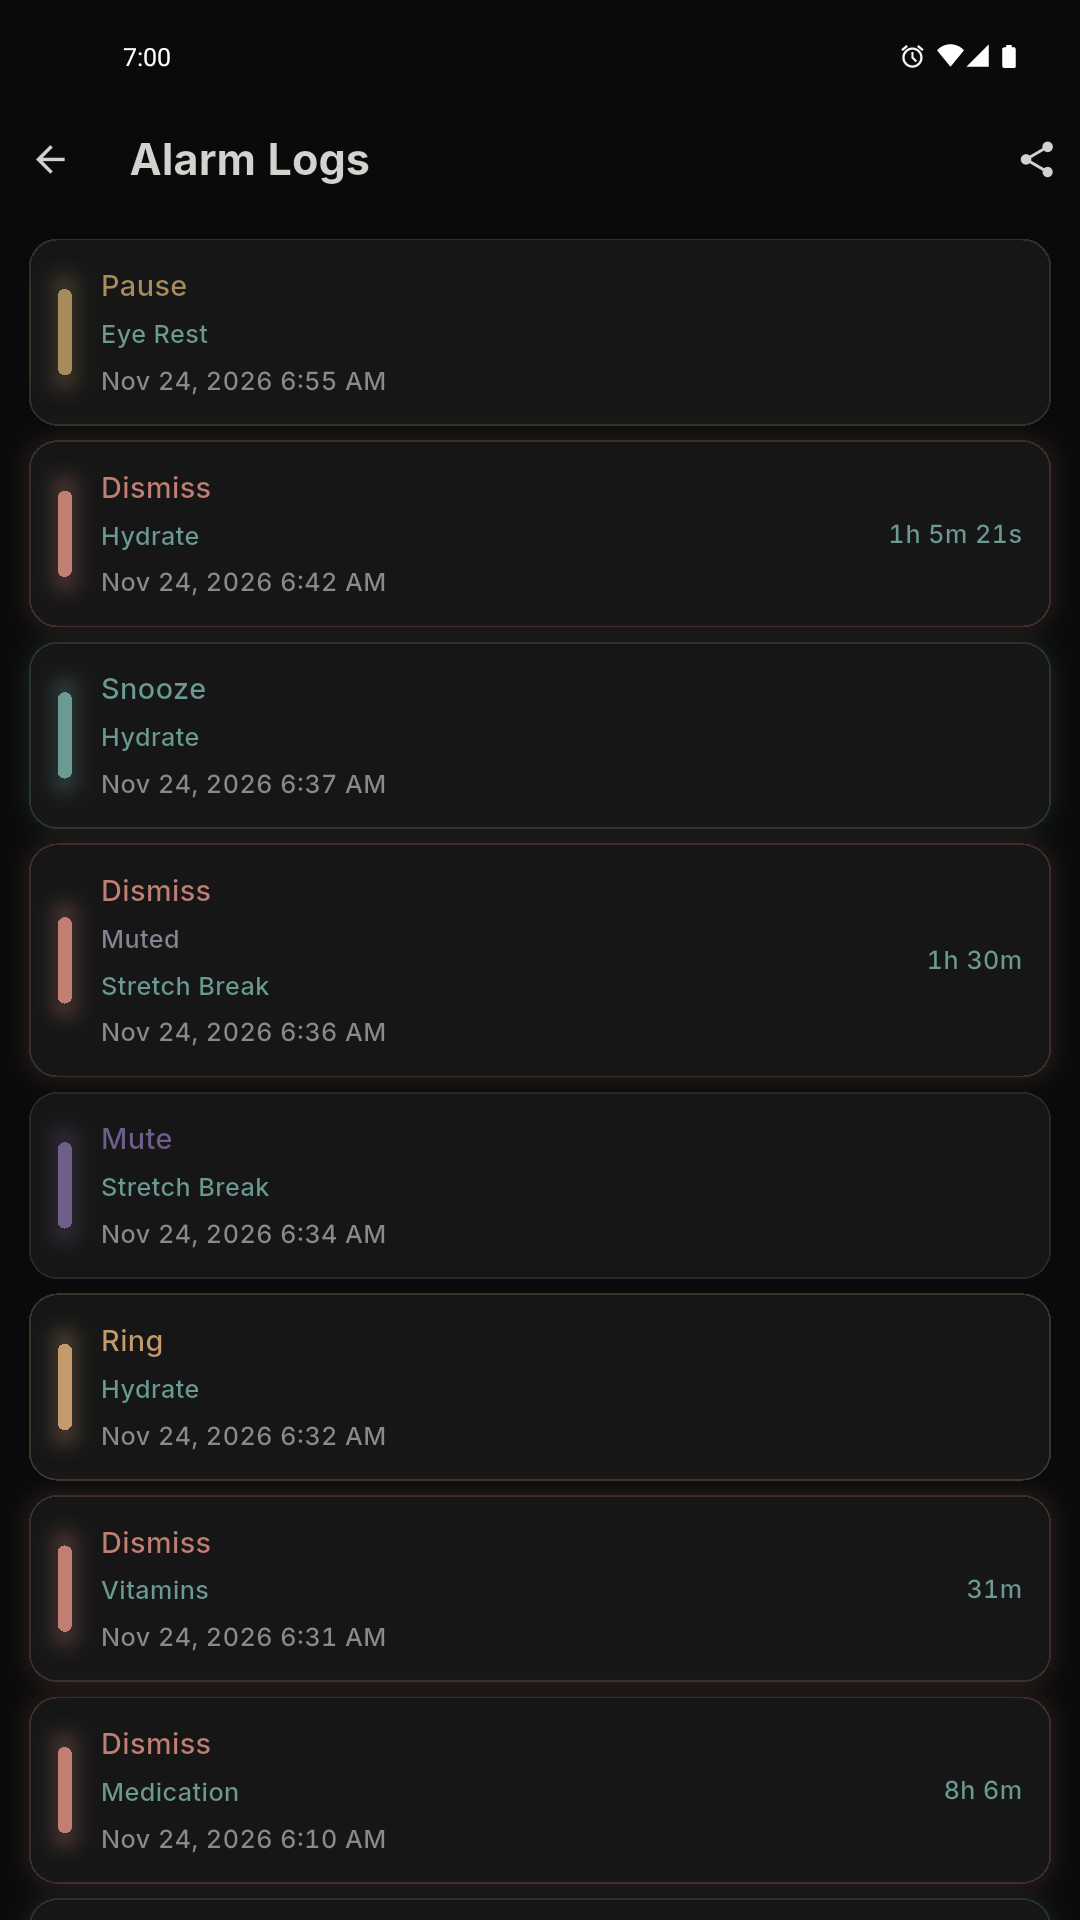 7:00
Alarm Logs
Pause
Eye Rest
Nov 24, 2026 6:55 AM
Dismiss
Hydrate
1h 5m 21s
Nov 24, 2026 6:42 AM
Snooze
Hydrate
Nov 24, 2026 6:37 AM
Dismiss
Muted
1h 30m
Stretch Break
Nov 24, 2026 6:36 AM
Mute
Stretch Break
Nov 24, 2026 6:34 AM
Ring
Hydrate
Nov 24, 2026 6:32 AM
Dismiss
Vitamins
31m
Nov 24, 2026 6:31 AM
Dismiss
Medication
8h 6m
Nov 24, 2026 6:10 AM